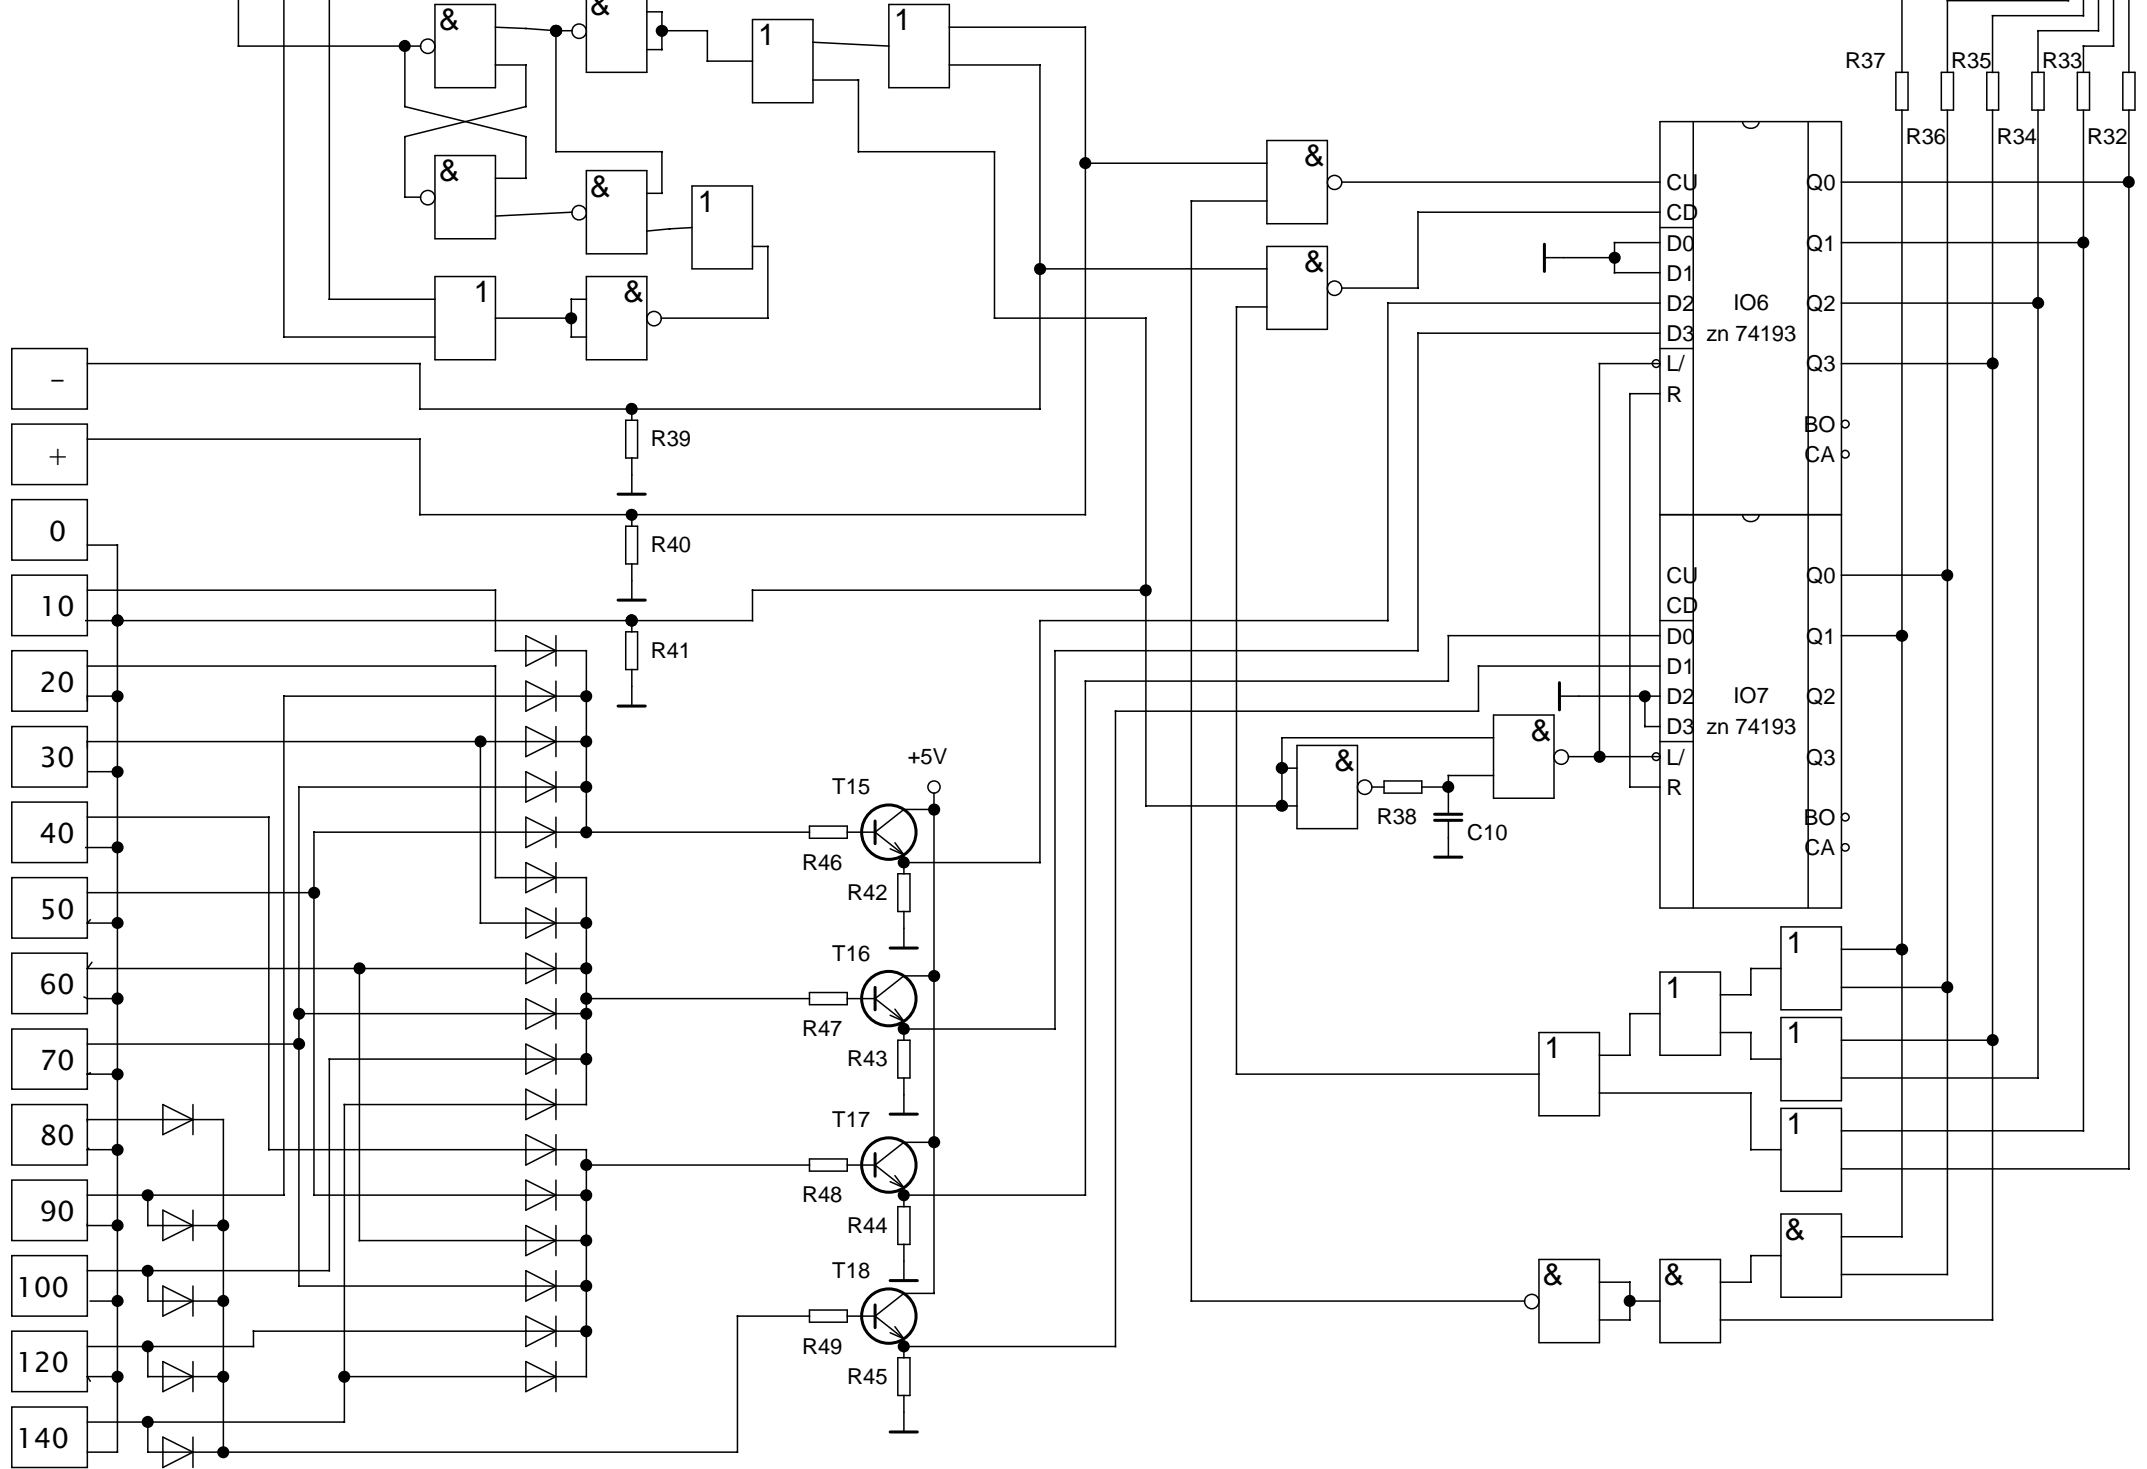 &
&
1
1
&
&
1
1
&
−
+
0
10
20
30
40
50
60
70
80
90
100
120
140
R39
R40
R41
+5V
T15
R46
R42
T16
R47
R43
T17
R48
R44
T18
R49
R45
&
&
&
R38
C10
&
R37
R35
R33
R36
R34
R32
CU
CD
D0
D1
D2
D3
L/
R
IO6
zn 74193
Q0
Q1
Q2
Q3
BO
CA
CU
CD
D0
D1
D2
D3
L/
R
IO7
zn 74193
Q0
Q1
Q2
Q3
BO
CA
1
1
1
1
1
&
&
&